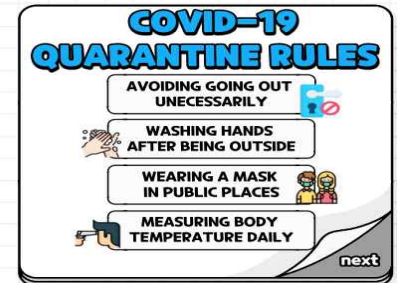 COVID-19
QUARANTINE RULES
AVOIDING GOING OUT
UNECESSARILY
WASHING HANDS
AFTER BEING OUTSIDE
WEARING A MASK
IN PUBLIC PLACES
MEASURING BODY
TEMPERATURE DAILY
next